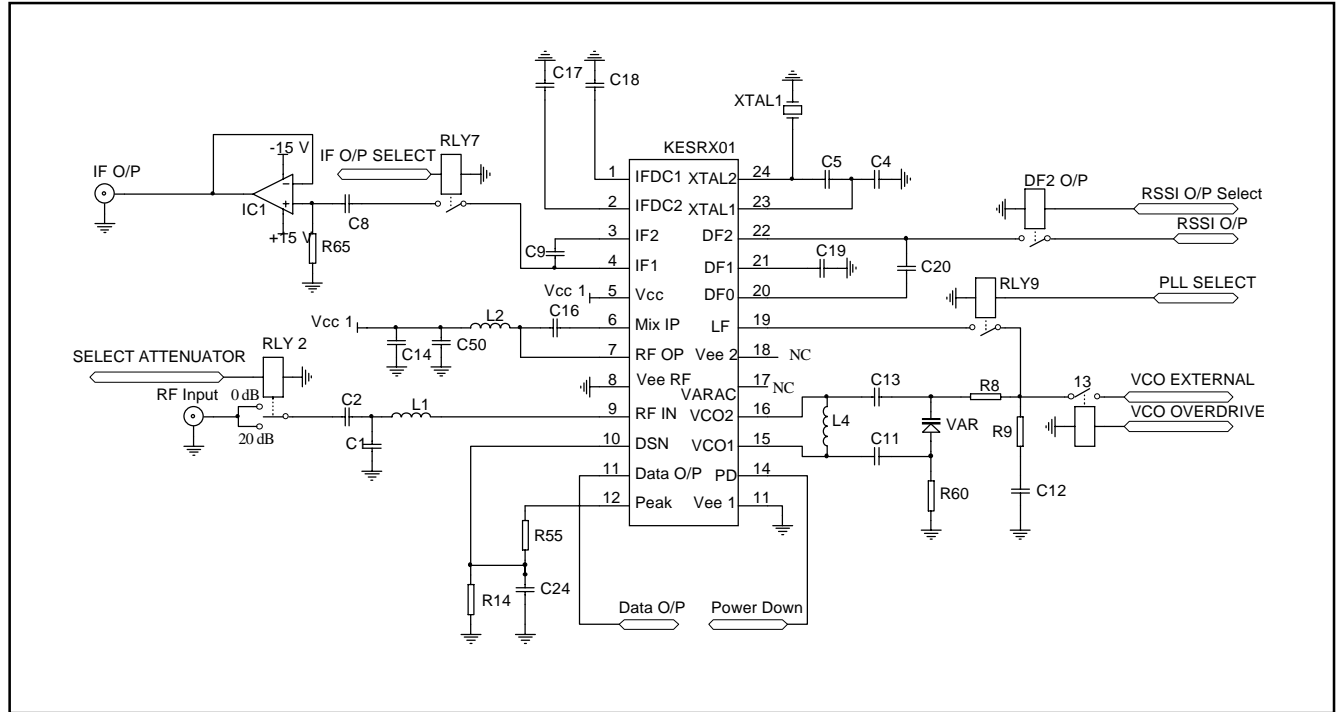 C17
C18
XTAL1
KESRX01
RLY7
-15 V
IF O/P SELECT
IF O/P
IC1
+15 V
C8
R65
C9
1 IFDC1 XTAL2 24
2 IFDC2 XTAL1 23
3 IF2 DF2 22
4 IF1 DF1 21
5 Vcc DF0 20
6 Mix IP LF 19
7 RF OP Vee 2 18 NC
8 Vee RF VARAC 17 NC
9 RF IN VCO2 16
10 DSN VCO1 15
11 Data O/P PD 14
12 Peak Vee 1 11
C5
C4
DF2 O/P
RSSI O/P Select
RSSI O/P
C19
C20
RLY9
PLL SELECT
Vcc 1
Vcc 1
L2
C16
C14
C50
RLY 2
SELECT ATTENUATOR
RF Input
0 dB
20 dB
C2
L1
C1
C13
R8
13
VCO EXTERNAL
VCO OVERDRIVE
L4
VAR
R9
C11
R60
C12
R55
R14
C24
Data O/P
Power Down